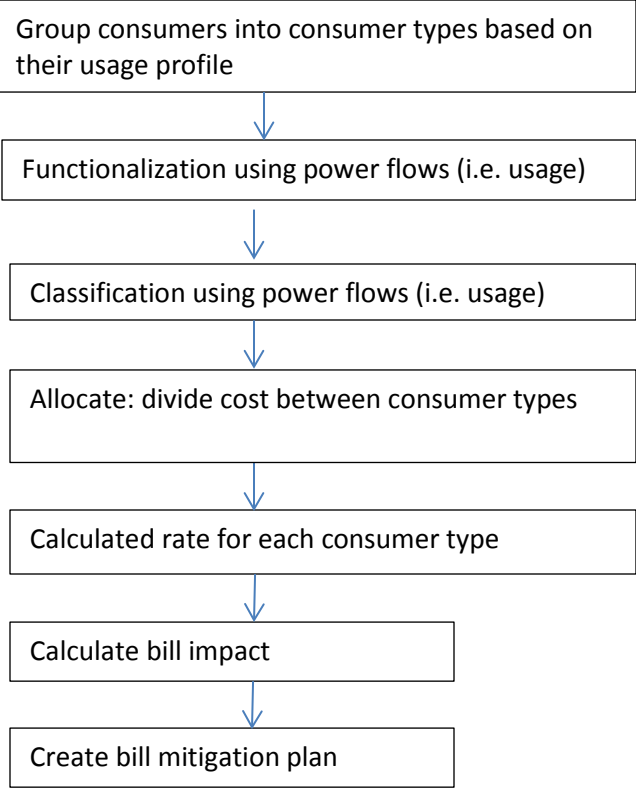 Group consumers into consumer types based on
their usage profile
Functionalization using power flows (i.e. usage)
Classification using power flows (i.e. usage)
Allocate: divide cost between consumer types
Calculated rate for each consumer type
Calculate bill impact
Create bill mitigation plan